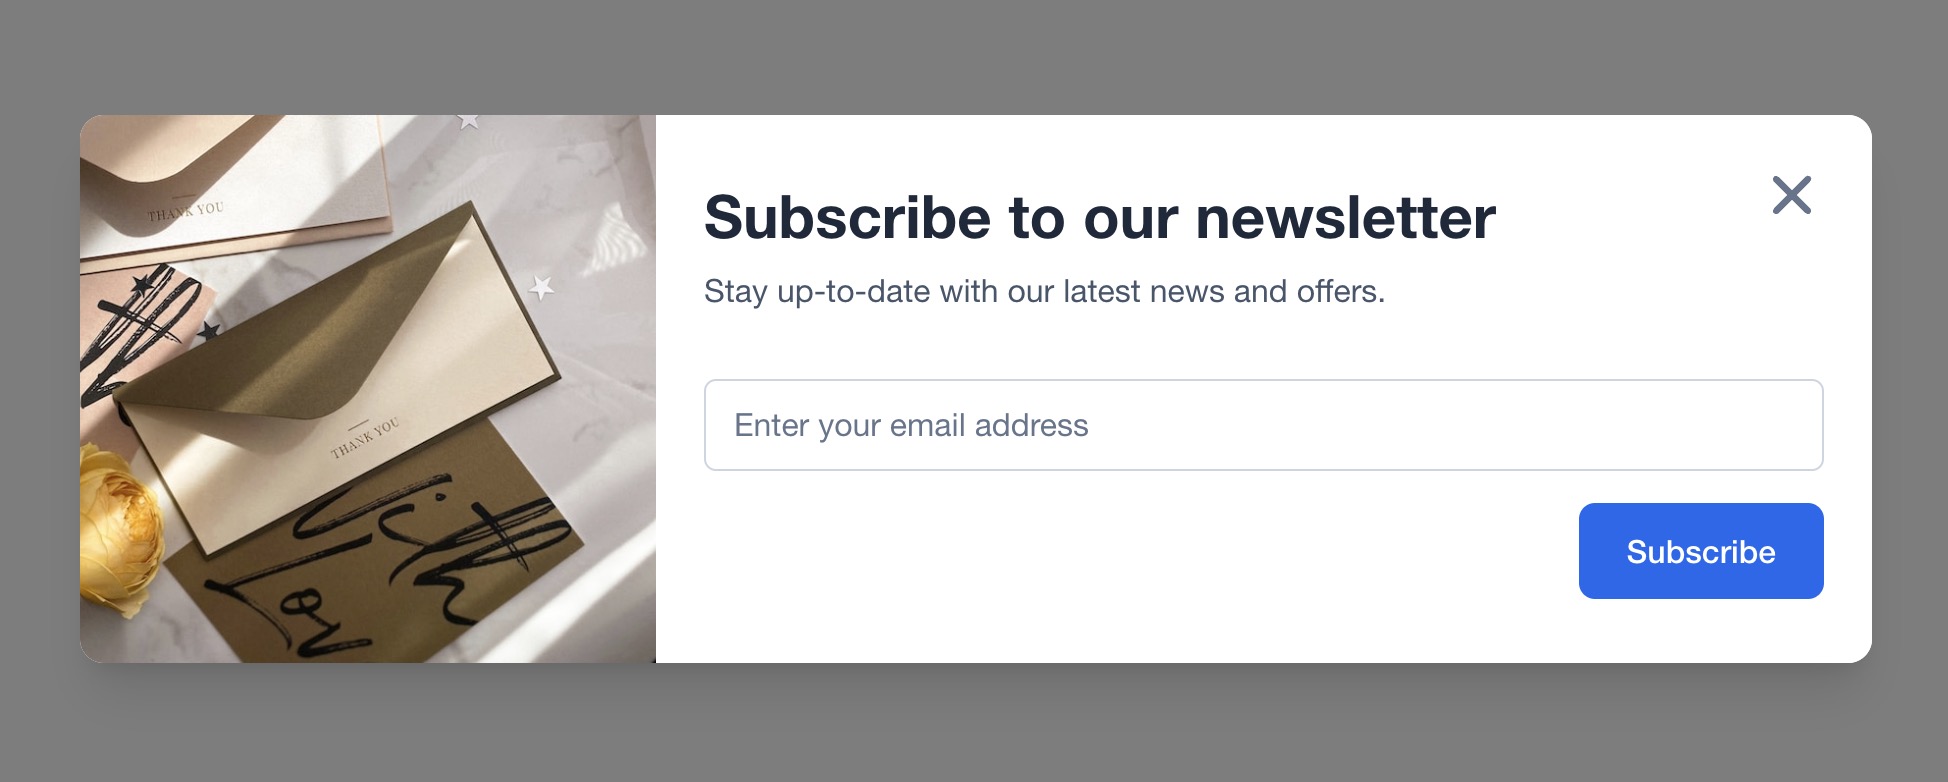 THANK YOU
THANK YOU
With
Lov
Subscribe to our newsletter
Stay up-to-date with our latest news and offers.
Enter your email address
Subscribe